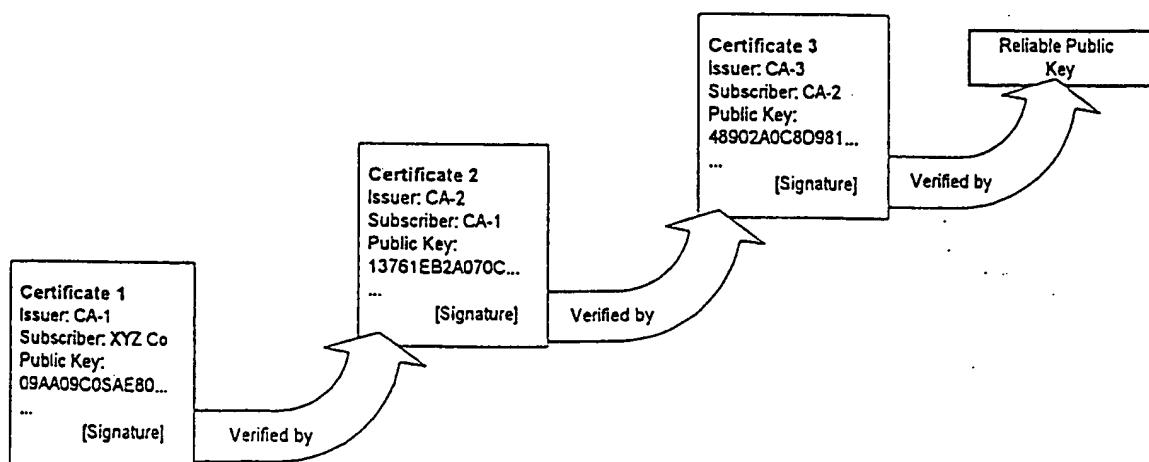 Certificate 3
Issuer: CA-3
Subscriber: CA-2
Public Key:
48902A0C8D981...
...
[Signature]
Verified by
Reliable Public
Key
Certificate 2
Issuer: CA-2
Subscriber: CA-1
Public Key:
13761EB2A070C...
...
[Signature]
Verified by
Certificate 1
Issuer: CA-1
Subscriber: XYZ Co
Public Key:
09AA09C0SAE80...
...
[Signature]
Verified by